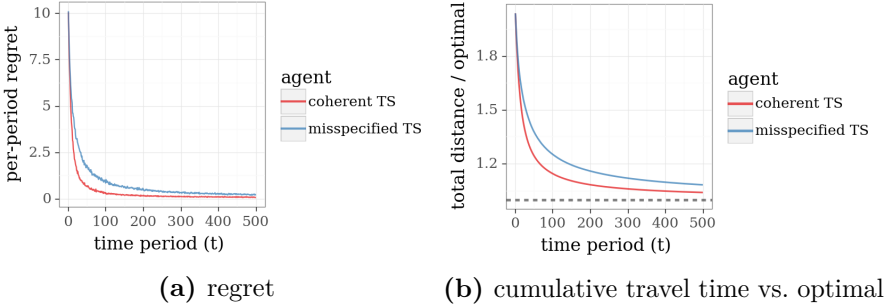 per-period regret
10
7.5
5
2.5
0
0 100 200 300 400 500
time period (t)
agent
coherent TS
misspecified TS
(a) regret
total distance / optimal
1.8
1.5
1.2
0 100 200 300 400 500
time period (t)
agent
coherent TS
misspecified TS
(b) cumulative travel time vs. optimal